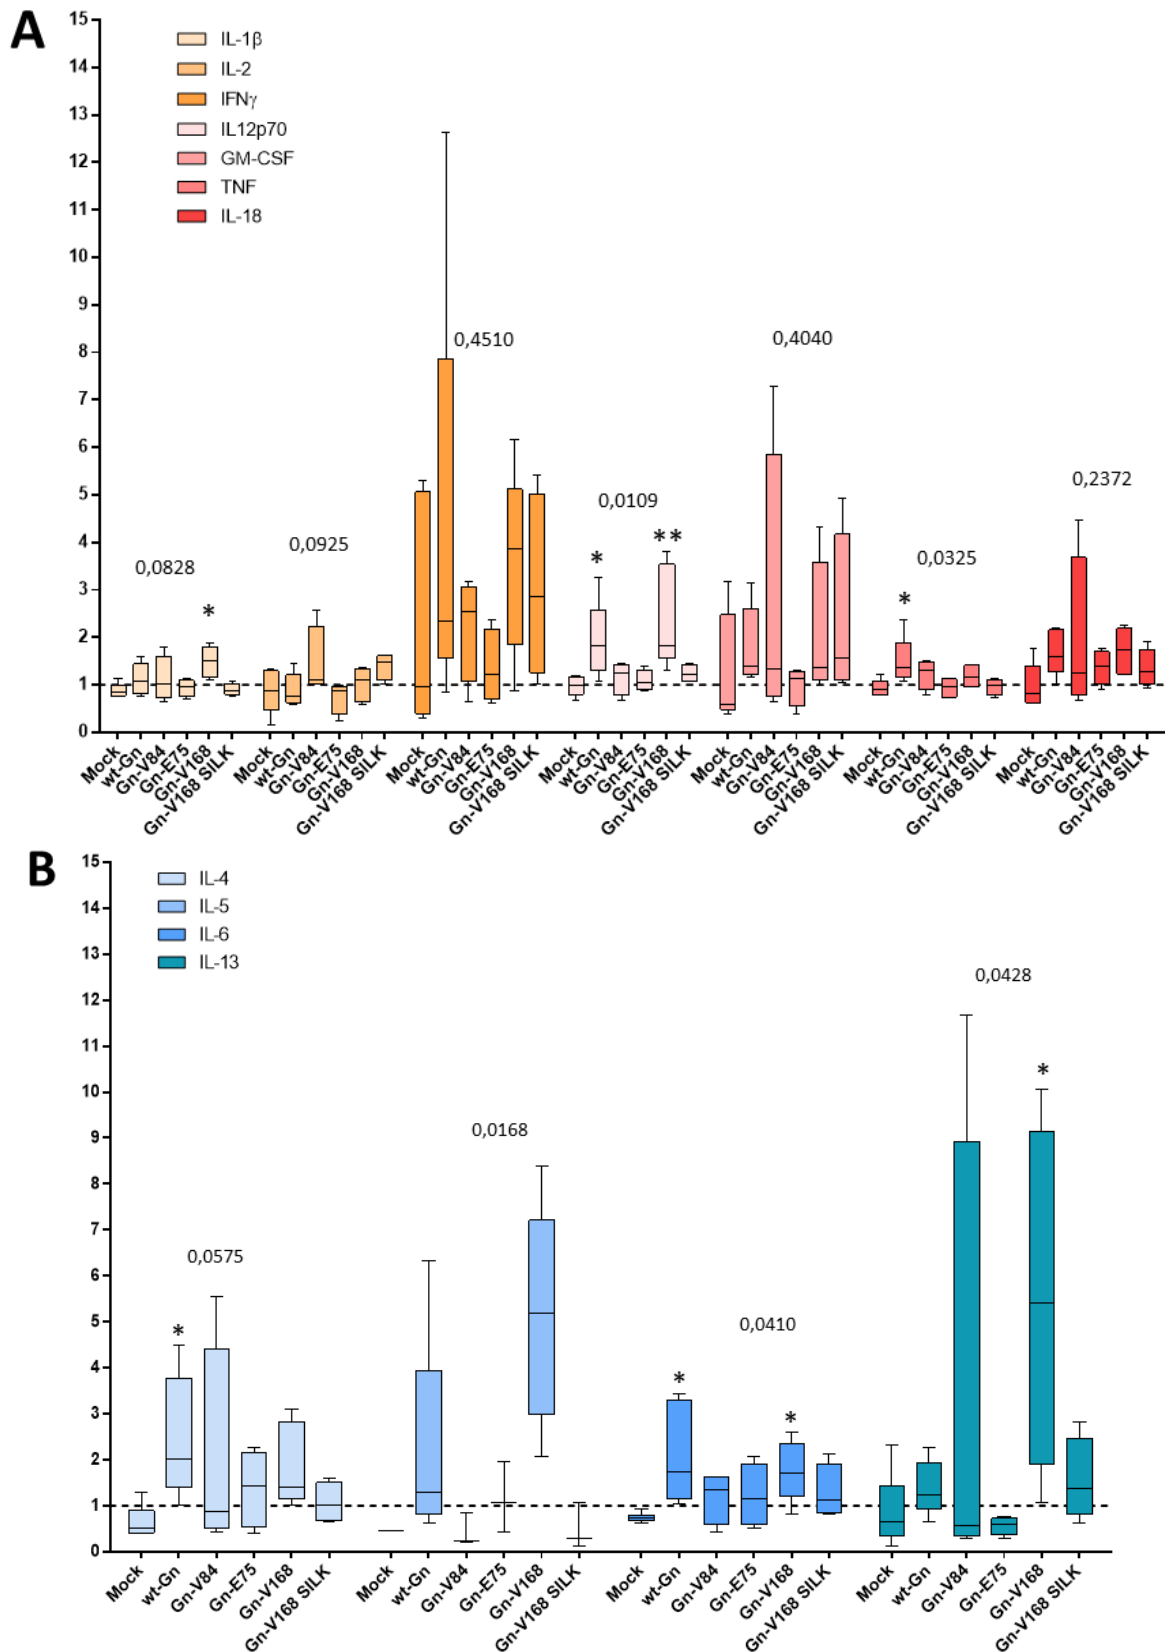 A
15
14
13
12
11
10
9
8
7
6
5
4
3
2
1
0
IL-1β
IL-2
IFNγ
IL12p70
GM-CSF
TNF
IL-18
0,0828
0,0925
0,4510
0,0109
0,4040
0,0325
0,2372
*
*
**
*
Mock
wt-Gn
Gn-V84
Gn-E75
Gn-V168
Gn-V168 SILK
Mock
wt-Gn
Gn-V84
Gn-E75
Gn-V168
Gn-V168 SILK
Mock
wt-Gn
Gn-V84
Gn-E75
Gn-V168
Gn-V168 SILK
Mock
wt-Gn
Gn-V84
Gn-E75
Gn-V168
Gn-V168 SILK
Mock
wt-Gn
Gn-V84
Gn-E75
Gn-V168
Gn-V168 SILK
Mock
wt-Gn
Gn-V84
Gn-E75
Gn-V168
Gn-V168 SILK
Mock
wt-Gn
Gn-V84
Gn-E75
Gn-V168
Gn-V168 SILK
B
15
14
13
12
11
10
9
8
7
6
5
4
3
2
1
0
IL-4
IL-5
IL-6
IL-13
0,0575
0,0168
0,0410
0,0428
*
*
*
*
Mock
wt-Gn
Gn-V84
Gn-E75
Gn-V168
Gn-V168 SILK
Mock
wt-Gn
Gn-V84
Gn-E75
Gn-V168
Gn-V168 SILK
Mock
wt-Gn
Gn-V84
Gn-E75
Gn-V168
Gn-V168 SILK
Mock
wt-Gn
Gn-V84
Gn-E75
Gn-V168
Gn-V168 SILK